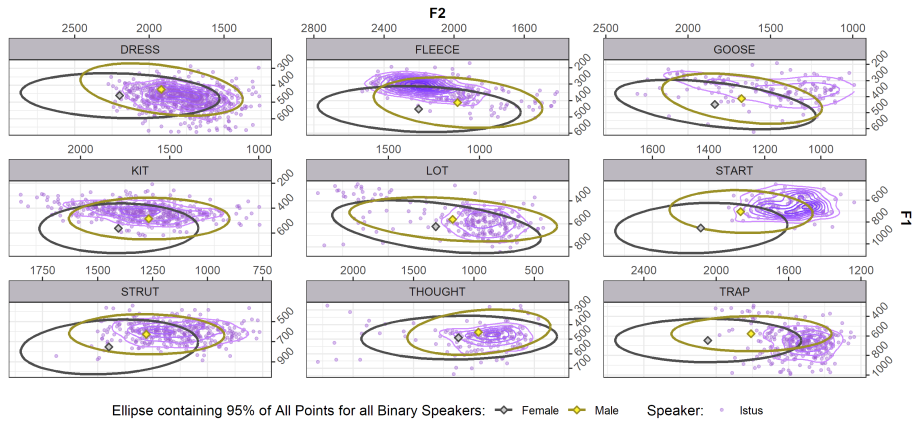 F2
2500 2000 1500
2800 2400 2000 1600
2500 2000 1500 1000
DRESS FLEECE GOOSE
300 400 500 600
200 300 400 500 600
200 300 400 500 600
2000 1500 1000
1500 1000
1600 1400 1200 1000
KIT LOT START
200 400 600
400 600 800
600 800 1000
F1
1750 1500 1250 1000 750
2000 1500 1000 500
2400 2000 1600 1200
STRUT THOUGHT TRAP
500 700 900
300 400 500 600 700
400 600 800 1000
Ellipse containing 95% of All Points for all Binary Speakers: Female Male Speaker: Istus